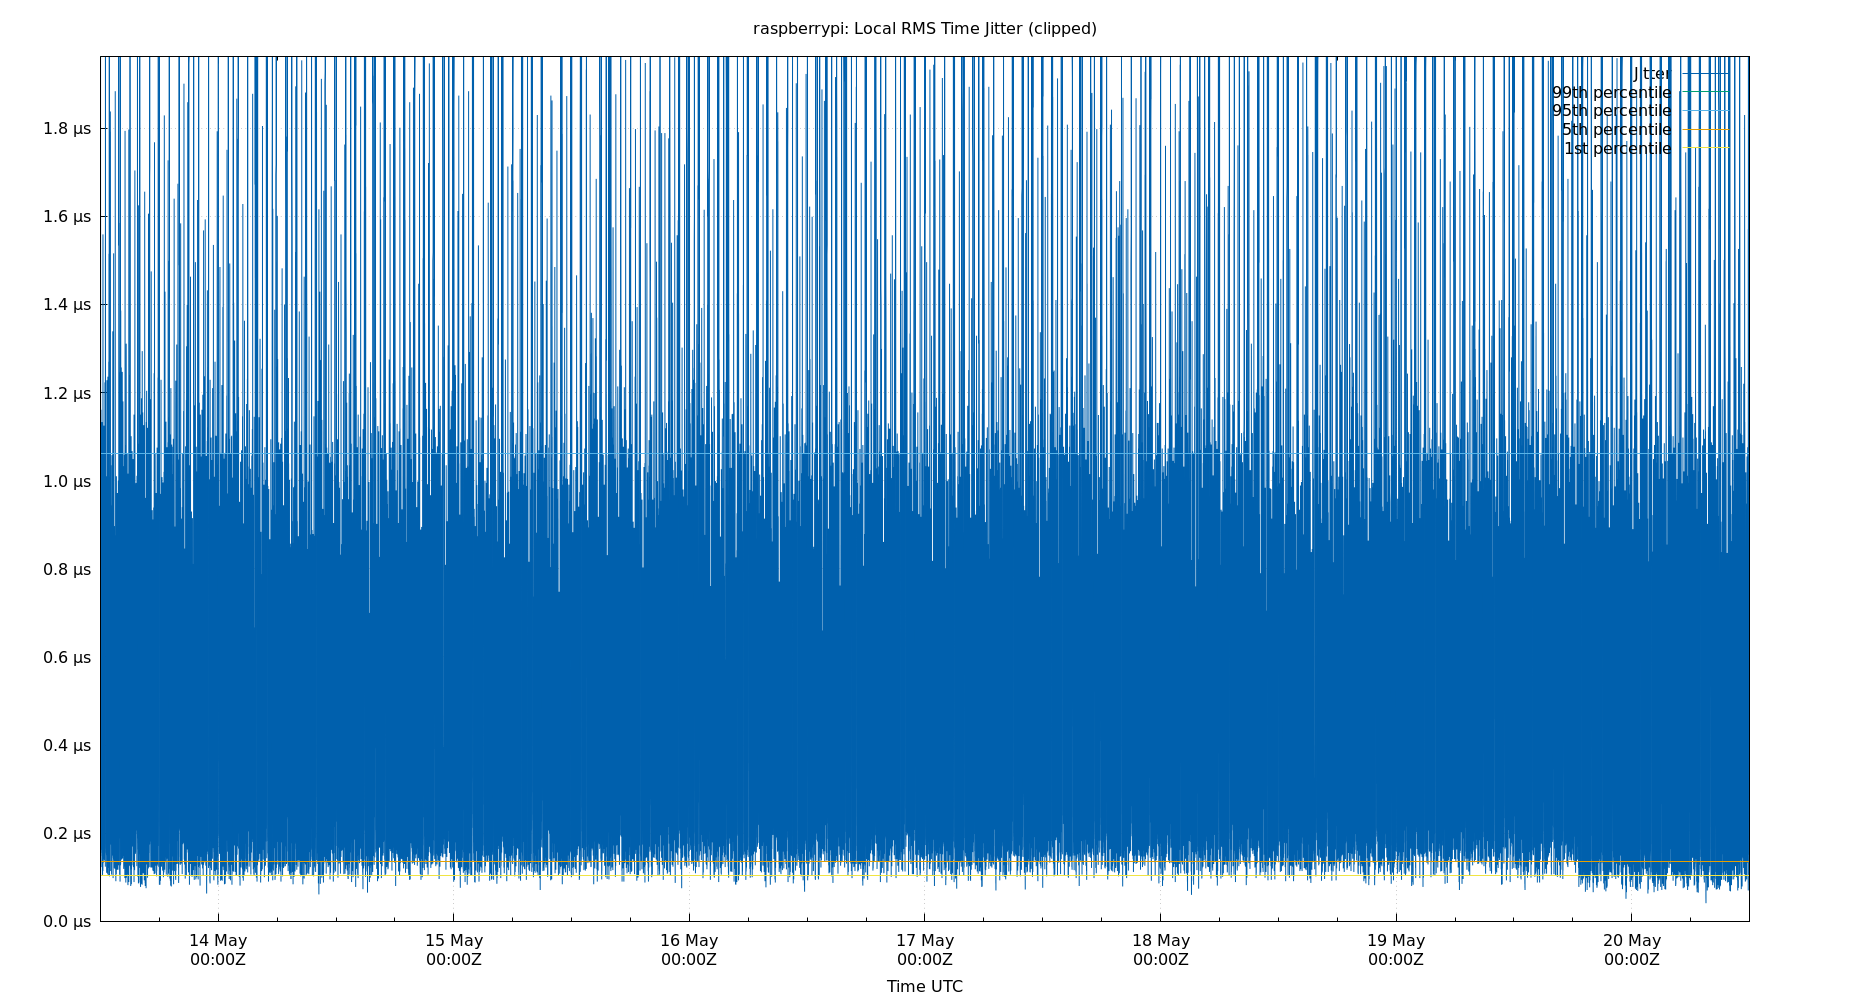 raspberrypi: Local RMS Time Jitter (clipped)
Jitter
99th percentile
95th percentile
5th percentile
1st percentile
1.8 µs
1.6 µs
1.4 µs
1.2 µs
1.0 µs
0.8 µs
0.6 µs
0.4 µs
0.2 µs
0.0 µs
14 May 15 May 16 May 17 May 18 May 19 May 20 May
00:00Z 00:00Z 00:00Z 00:00Z 00:00Z 00:00Z 00:00Z
Time UTC